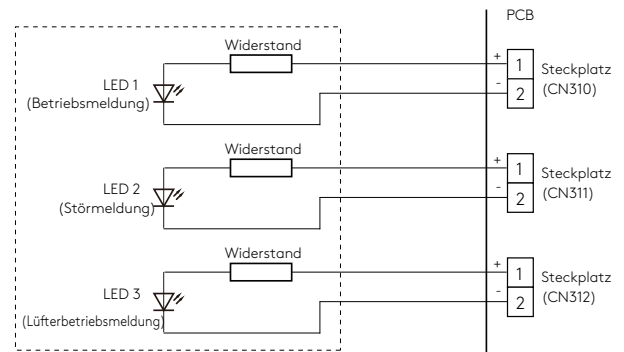 PCB
Widerstand
LED 1
(Betriebsmeldung)
+
-
1
2
Steckplatz
(CN310)
Widerstand
LED 2
(Störmeldung)
+
-
1
2
Steckplatz
(CN311)
Widerstand
LED 3
(Lüfterbetriebsmeldung)
+
-
1
2
Steckplatz
(CN312)